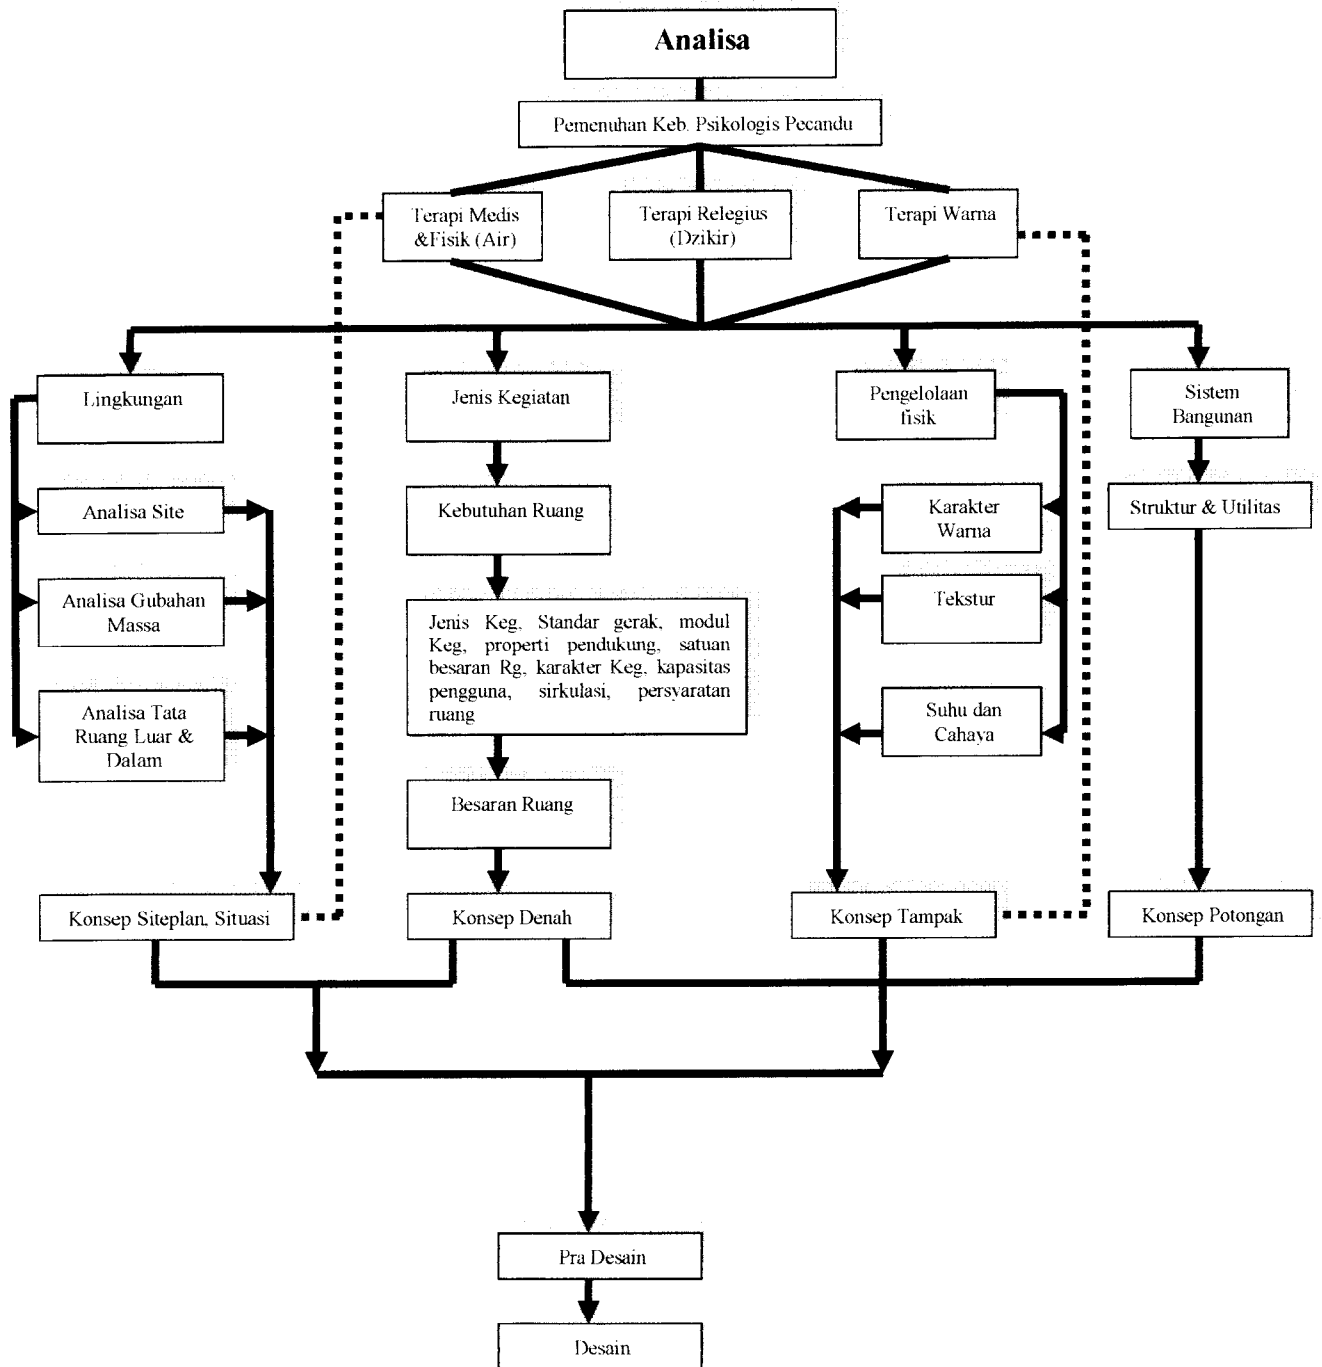 Analisa
Pemenuhan Keb. Psikologis Pecandu
Terapi Medis
&Fisik (Air)
Terapi Relegius
(Dzikir)
Terapi Warna
Lingkungan
Jenis Kegiatan
Pengelolaan
fisik
Sistem
Bangunan
Analisa Site
Kebutuhan Ruang
Karakter
Warna
Struktur & Utilitas
Analisa Gubahan
Massa
Jenis Keg, Standar gerak, modul
Keg, properti pendukung, satuan
besaran Rg, karakter Keg, kapasitas
pengguna, sirkulasi, persyaratan
ruang
Tekstur
Analisa Tata
Ruang Luar &
Dalam
Suhu dan
Cahaya
Besaran Ruang
Konsep Siteplan, Situasi
Konsep Denah
Konsep Tampak
Konsep Potongan
Pra Desain
Desain